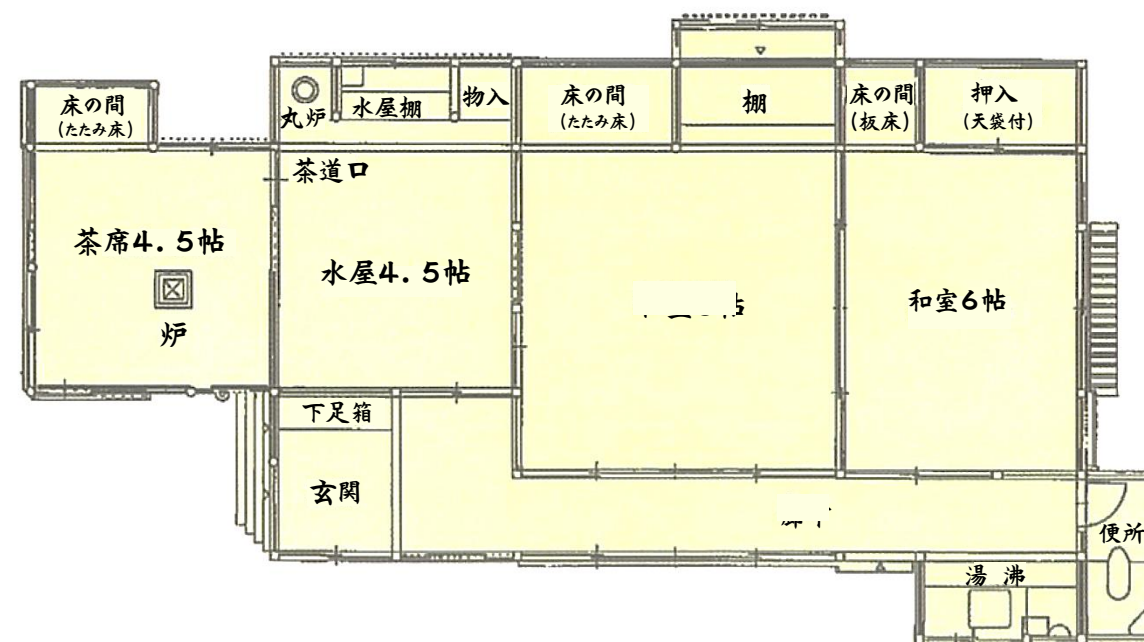 床の間
(たたみ床)
丸炉
水屋棚
物入
床の間
(たたみ床)
棚
床の間
(板床)
押入
(天袋付)
茶道口
茶席4.5帖
炉
水屋4.5帖
和室6帖
下足箱
玄関
便所
湯沸